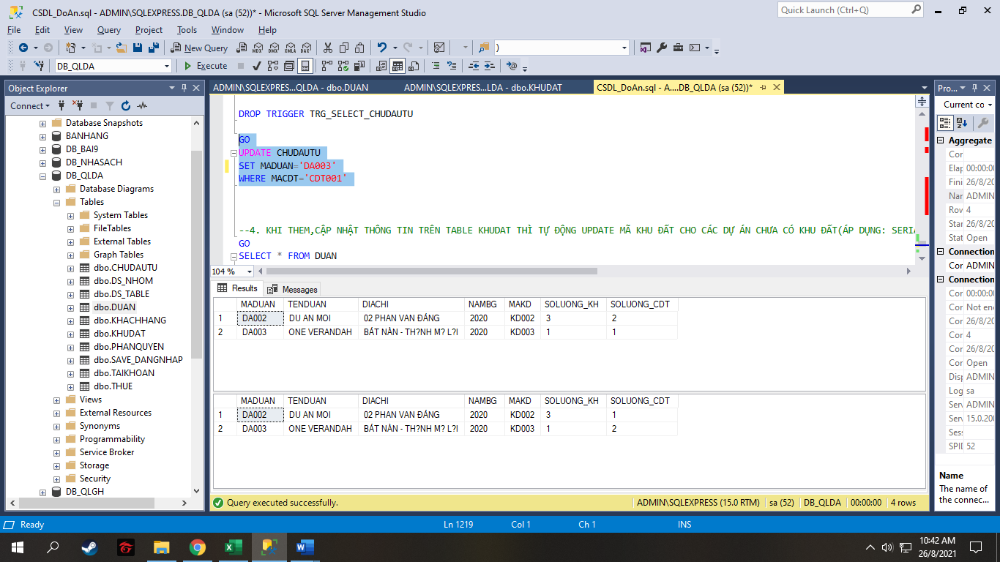 CSDL_DoAn.sql - ADMIN\SQLEXPRESS.DB_QLDA (sa (52))* - Microsoft SQL Server Management Studio
Quick Launch (Ctrl+Q)
File Edit View Query Project Tools Window Help
New Query
MDX DMX XMLA DAX
)
DB_QLDA
Execute
Object Explorer
Connect
Database Snapshots
BANHANG
DB_BAI9
DB_NHASACH
DB_QLDA
Database Diagrams
Tables
System Tables
FileTables
External Tables
Graph Tables
dbo.CHUDAUTU
dbo.DS_NHOM
dbo.DS_TABLE
dbo.DUAN
dbo.KHACHHANG
dbo.KHUDAT
dbo.PHANQUYEN
dbo.SAVE_DANGNHAP
dbo.TAIKHOAN
dbo.THUE
Views
External Resources
Synonyms
Programmability
Service Broker
Storage
Security
DB_QLGH
ADMIN\SQLEXPRES...QLDA - dbo.DUAN
ADMIN\SQLEXPRES...LDA - dbo.KHUDAT
CSDL_DoAn.sql - A....DB_QLDA (sa (52))*
DROP TRIGGER TRG_SELECT_CHUDAUTU
GO
UPDATE CHUDAUTU
SET MADUAN='DA003'
WHERE MACDT='CDT001'
--4. KHI THEM,CẬP NHẬT THÔNG TIN TRÊN TABLE KHUDAT THÌ TỰ ĐỘNG UPDATE MÃ KHU ĐẤT CHO CÁC DỰ ÁN CHƯA CÓ KHU ĐẤT(ÁP DỤNG: SERIA
GO
SELECT * FROM DUAN
104 %
Results Messages
MADUAN TENDUAN DIACHI NAMBG MAKD SOLUONG_KH SOLUONG_CDT
1 DA002 DU AN MOI 02 PHAN VAN ĐÁNG 2020 KD002 3 2
2 DA003 ONE VERANDAH BÁT NÀN - TH?NH M? L?I 2020 KD003 1 1
MADUAN TENDUAN DIACHI NAMBG MAKD SOLUONG_KH SOLUONG_CDT
1 DA002 DU AN MOI 02 PHAN VAN ĐÁNG 2020 KD002 3 1
2 DA003 ONE VERANDAH BÁT NÀN - TH?NH M? L?I 2020 KD003 1 2
Query executed successfully.
ADMIN\SQLEXPRESS (15.0 RTM) sa (52) DB_QLDA 00:00:00 4 rows
Pro...
Current co
Aggregate
Cor
Elap 00:00:00
Fini 26/8/202
Nar ADMIN
Rov 4
Star 26/8/202
Stat Open
Connection
Cor ADMIN
Connection
Cor 00:00:00
Cor Not enc
Cor 26/8/202
Cor 4
Cor 26/8/202
Cor Open
Disp ADMIN
Log sa
Serv ADMIN
Serv 15.0.200
Sess
SPID 52
Name
The name of
the connec...
Ready
Ln 1219 Col 1 Ch 1 INS
10:42 AM
26/8/2021